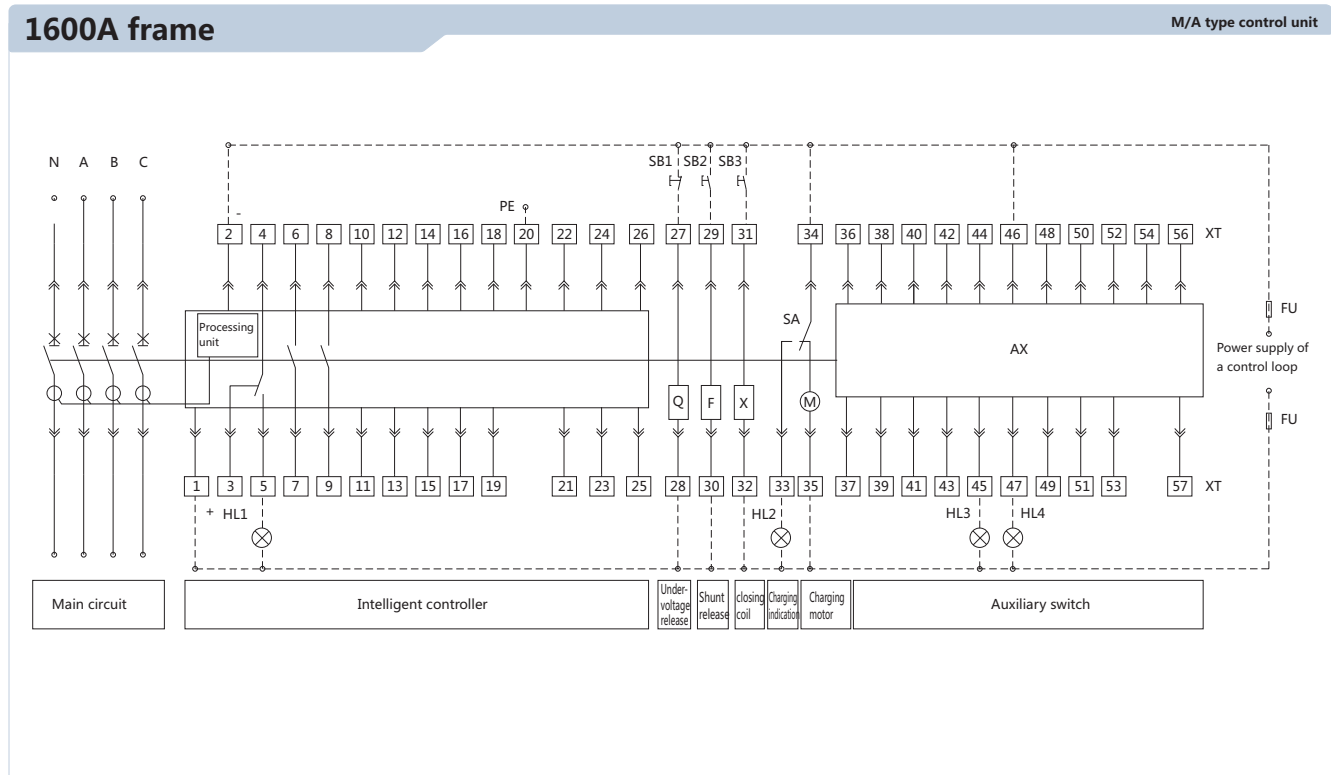 1600A frame
M/A type control unit
N A B C
SB1 SB2 SB3
PE
-
2 4 6 8 10 12 14 16 18 20 22 24 26 27 29 31 34 36 38 40 42 44 46 48 50 52 54 56 XT
FU
Processing
unit
SA
AX
Power supply of
a control loop
Q F X M
FU
1 3 5 7 9 11 13 15 17 19 21 23 25 28 30 32 33 35 37 39 41 43 45 47 49 51 53 57 XT
+ HL1 HL2 HL3 HL4
Main circuit
Intelligent controller
Under-
voltage
release
Shunt
release
closing
coil
Charging
indication
Charging
motor
Auxiliary switch